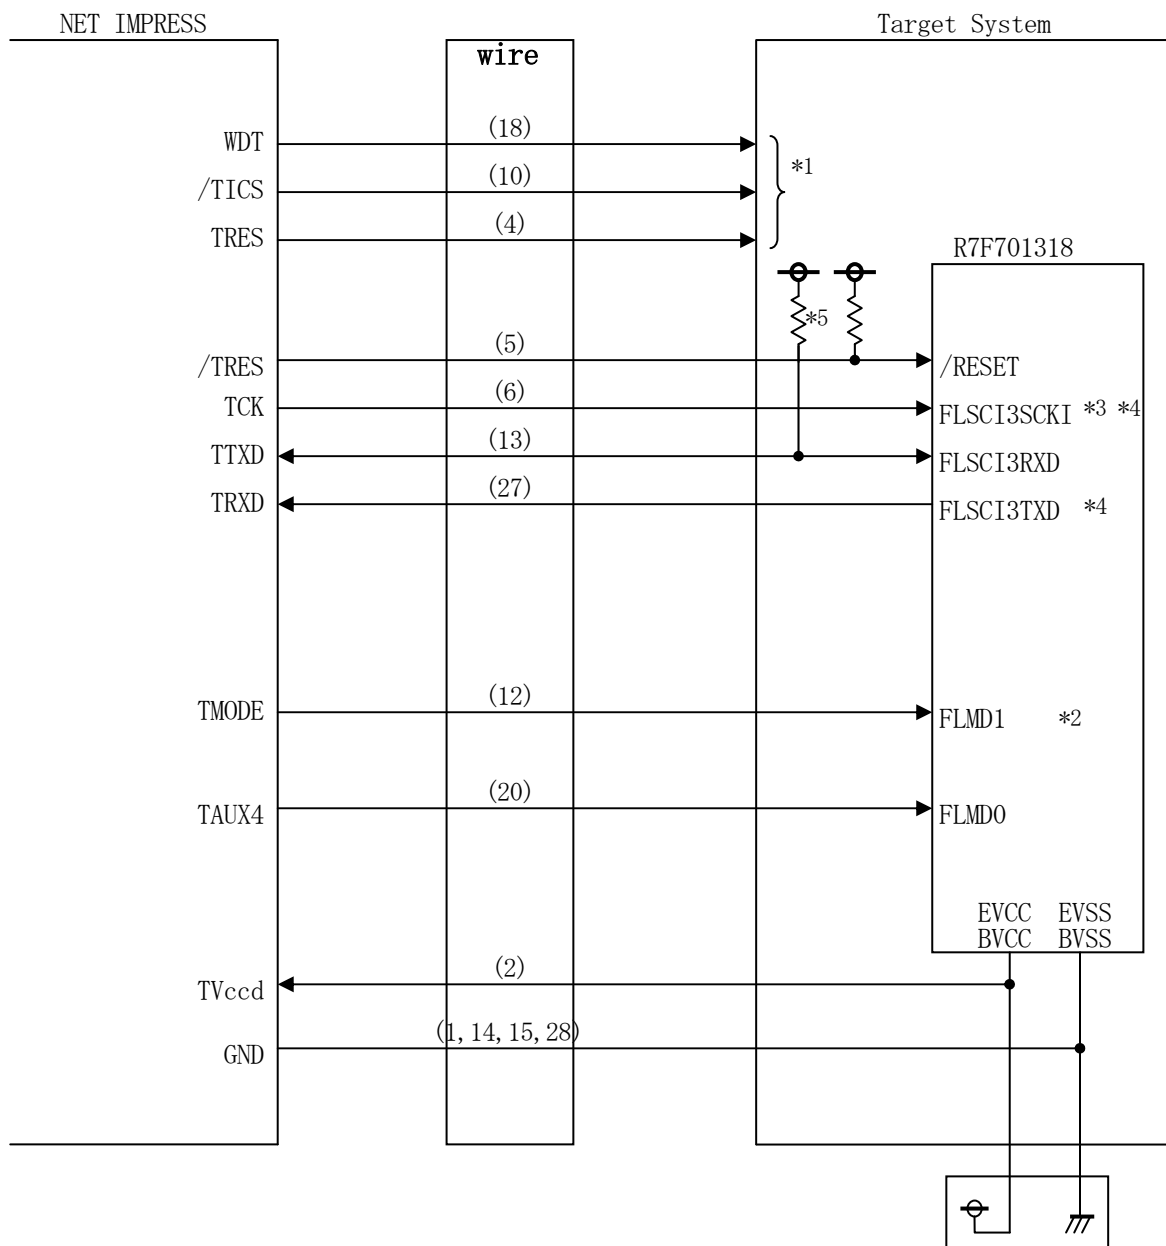 NET IMPRESS
wire
Target System
WDT (18) *1
/TICS (10)
TRES (4)
R7F701318
*5
/TRES (5) /RESET
TCK (6) FLSCI3SCKI *3 *4
TTXD (13) FLSCI3RXD
TRXD (27) FLSCI3TXD *4
TMODE (12) FLMD1 *2
TAUX4 (20) FLMD0
EVCC EVSS
BVCC BVSS
TVccd (2)
GND (1,14,15,28)